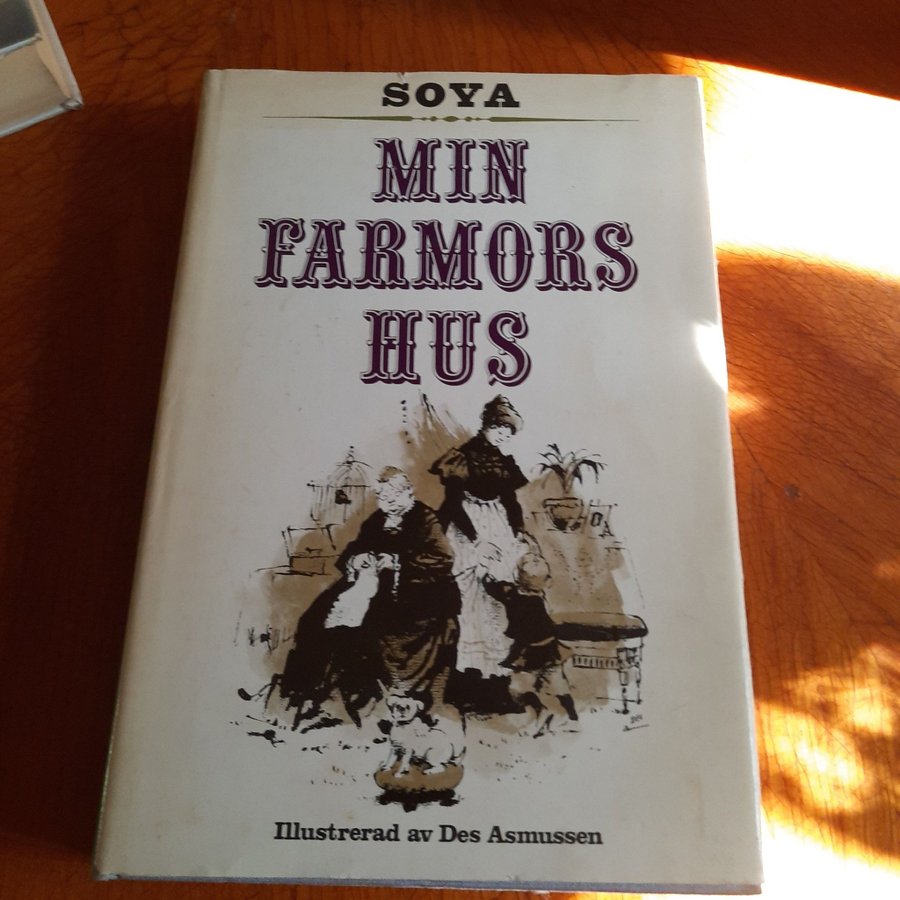 SOYA
MIN
FARMORS
HUS
Illustrerad av Des Asmussen